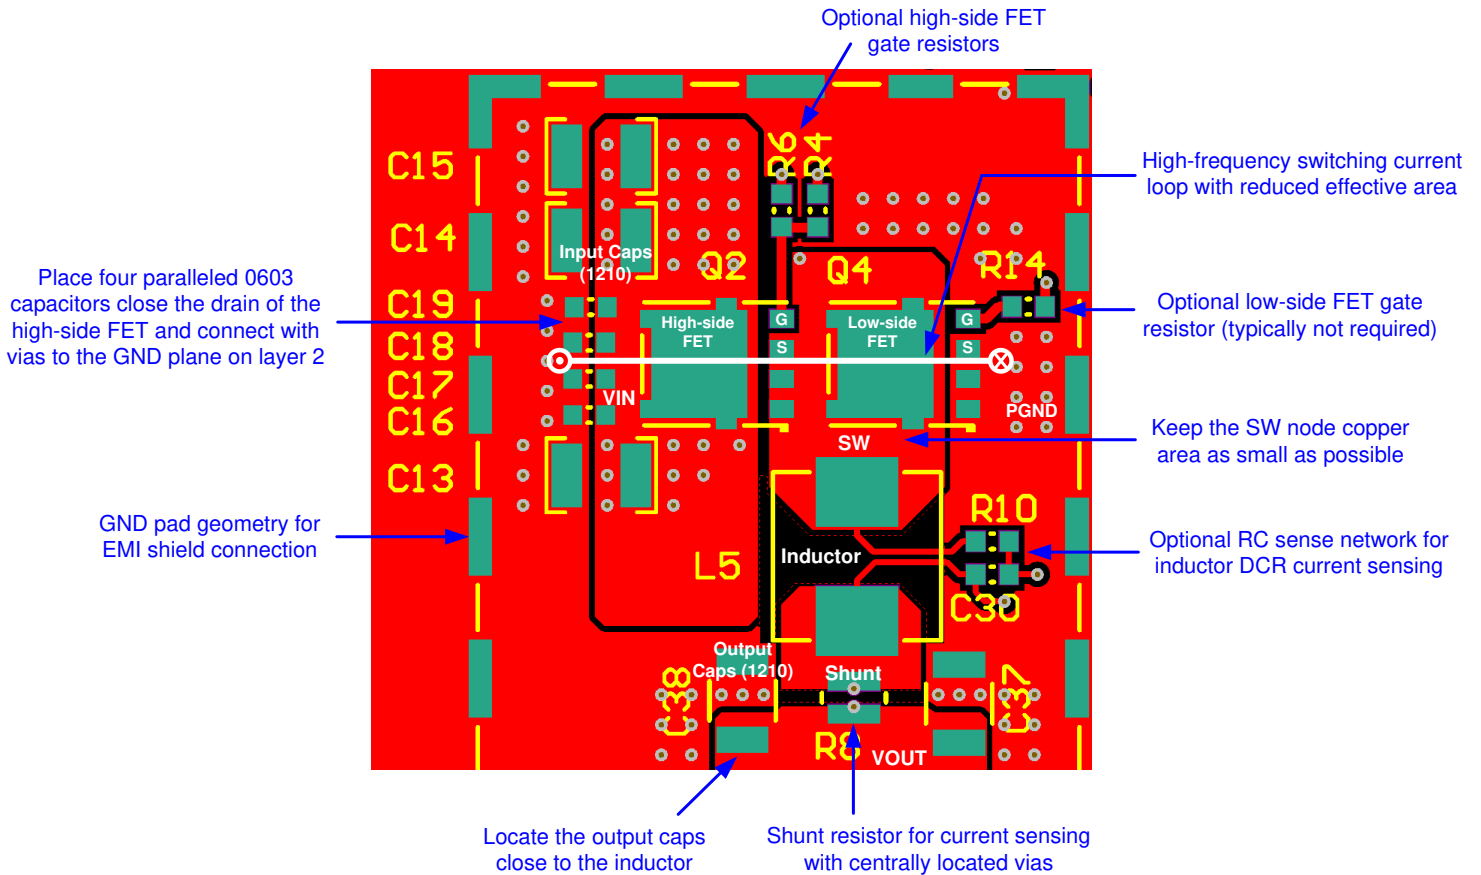 Optional high-side FET
gate resistors
High-frequency switching current
loop with reduced effective area
Place four paralleled 0603
capacitors close the drain of the
high-side FET and connect with
vias to the GND plane on layer 2
Optional low-side FET gate
resistor (typically not required)
Keep the SW node copper
area as small as possible
GND pad geometry for
EMI shield connection
Optional RC sense network for
inductor DCR current sensing
Locate the output caps
close to the inductor
Shunt resistor for current sensing
with centrally located vias
C15
C14
C19
C18
C17
C16
C13
R6
R4
Input Caps
(1210)
Q2
Q4
R14
High-side
FET
G
S
Low-side
FET
G
S
VIN
PGND
SW
R10
Inductor
L5
C30
Output
Caps (1210)
Shunt
C38
C37
R8
VOUT